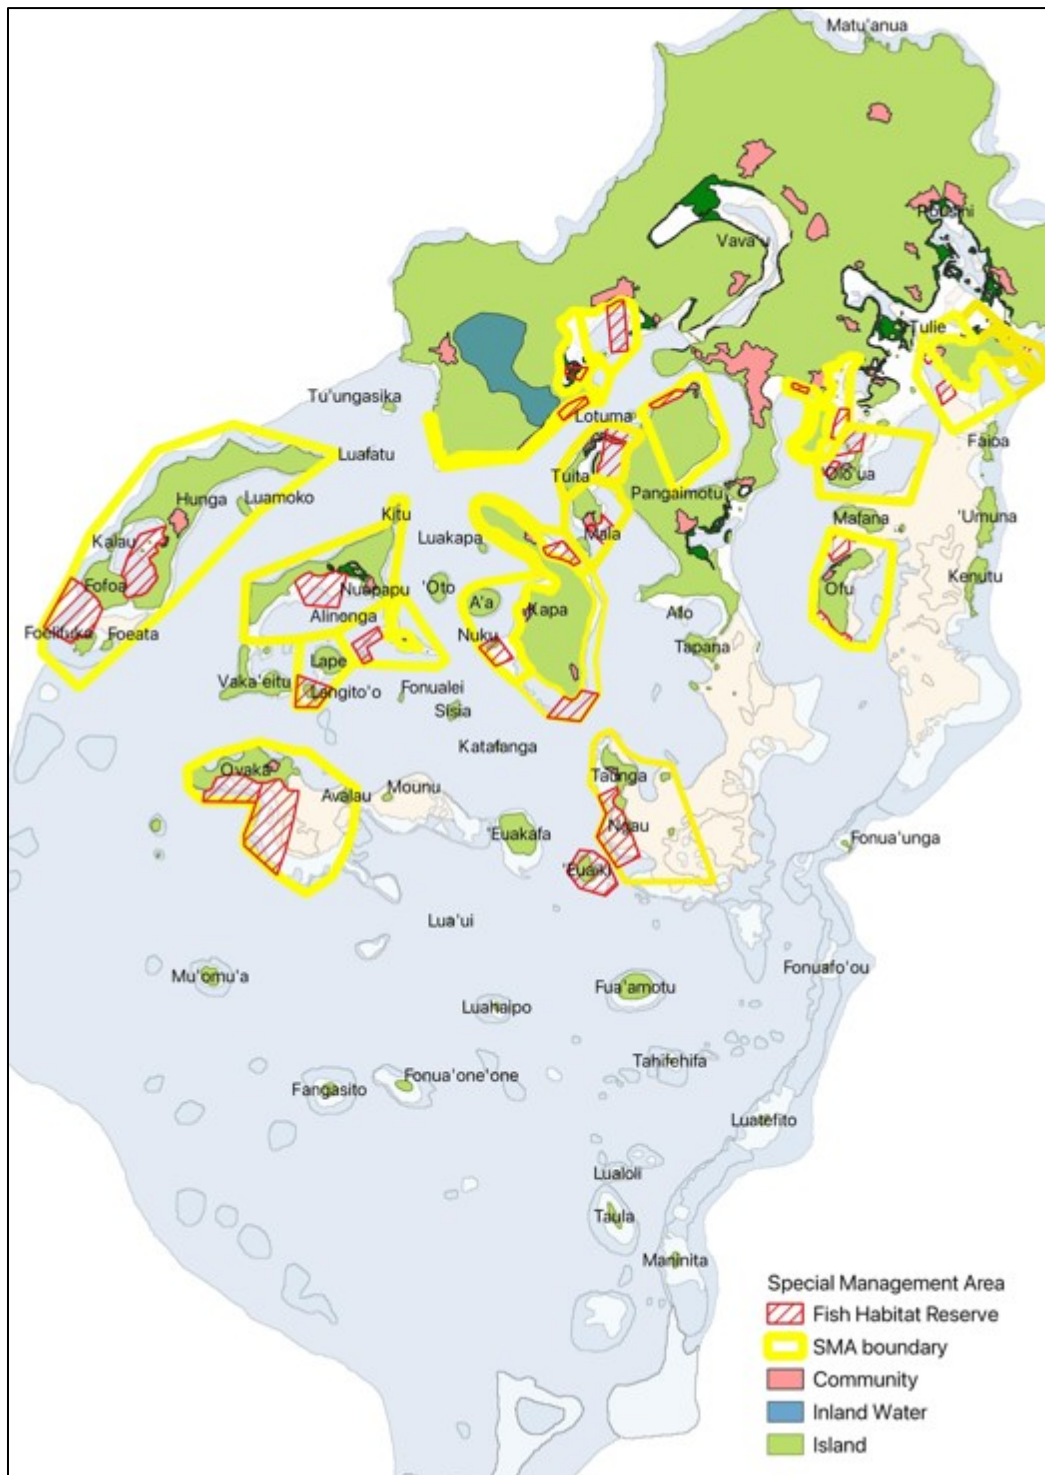 Matu'anua
Vava'u
Tulie
Tu'ungasika
Lotuma
Luafatu
Faioa
Tuita
'Olo'ua
Hunga
Luamoko
Pangaimotu
Kitu
Mafana
'Umuna
Kalau
Luakapa
Mala
Fofoa
Nuapapu
'Oto
A'a
Kapa
Ofu
Kenutu
Alinonga
Afo
Foelifuka
Foeata
Nuku
Tapana
Lape
Vaka'eitu
Langito'o
Fonualei
Sisia
Katafanga
Ovaka
Taunga
Avalau
Mounu
Ngau
'Euakafa
Fonua'unga
'Euaiki
Lua'ui
Mu'omu'a
Fonuafo'ou
Fua'amotu
Luahaipo
Tahifehifa
Fangasito
Fonua'one'one
Luatefito
Lualoli
Taula
Maninita
Special Management Area
Fish Habitat Reserve
SMA boundary
Community
Inland Water
Island